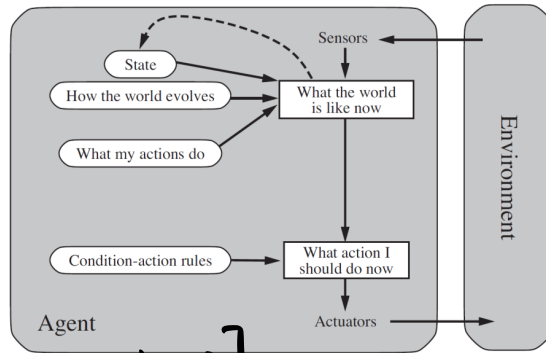 Sensors
State
How the world evolves
What the world
is like now
What my actions do
Environment
Condition-action rules
What action I
should do now
Agent
Actuators